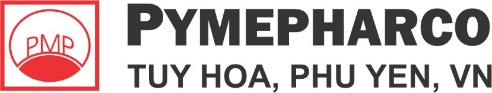 PMP
PYMEPHARCO
TUY HOA, PHU YEN, VN